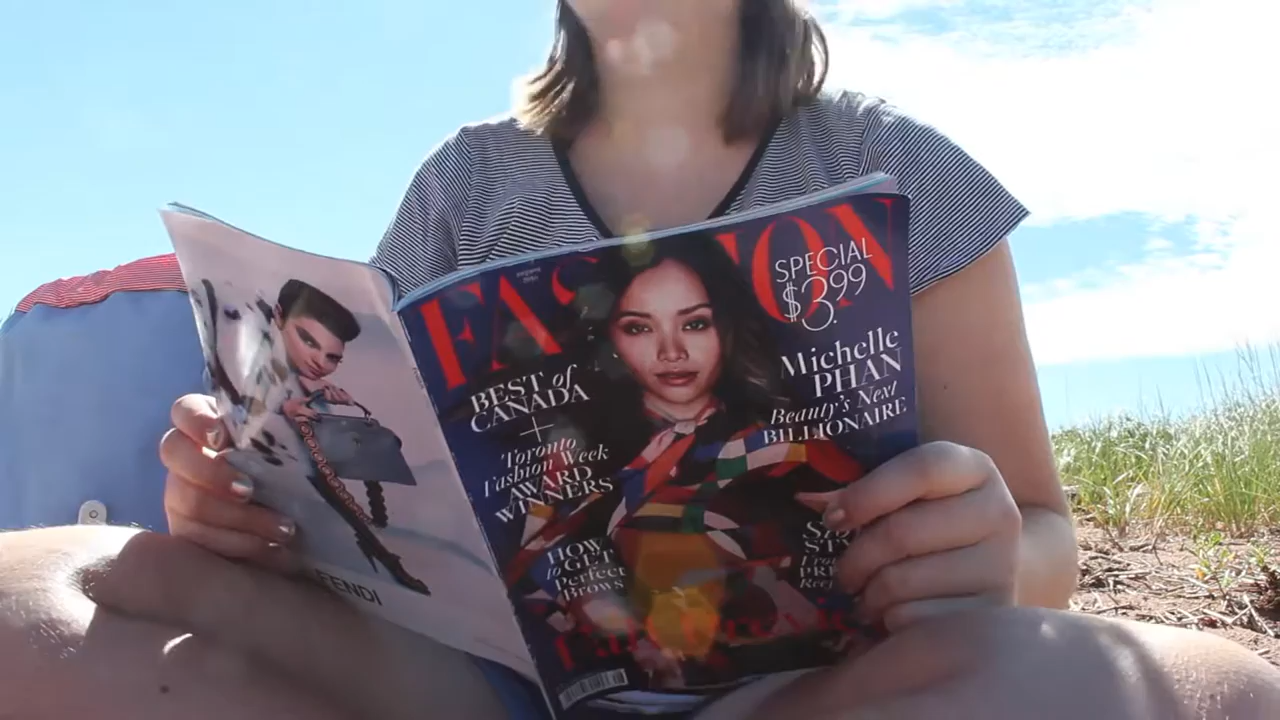 FASHION
SPECIAL
$3.99
Michelle
PHAN
Beauty's Next
BILLIONAIRE
BEST of
CANADA
+
Toronto
Fashion Week
AWARD
WINNERS
HOW
to GET
Perfect
Brows
FENDI